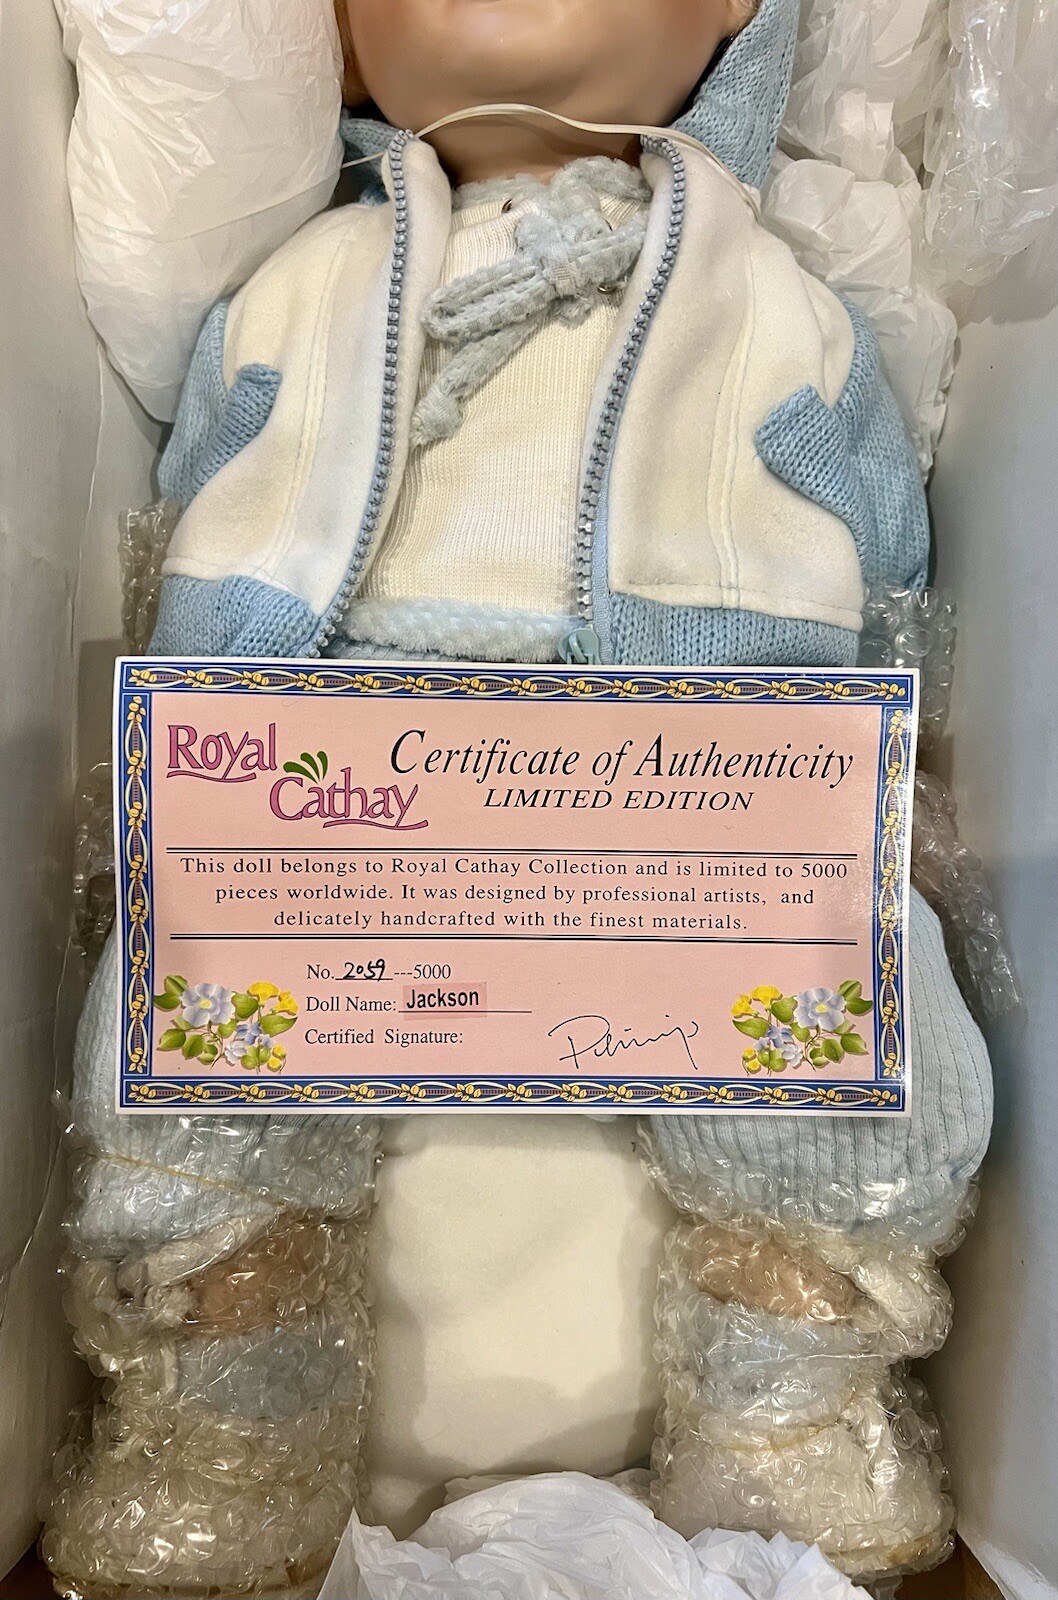 Royal
Cathay
Certificate of Authenticity
LIMITED EDITION
This doll belongs to Royal Cathay Collection and is limited to 5000
pieces worldwide. It was designed by professional artists, and
delicately handcrafted with the finest materials.
No. 2059 ---5000
Doll Name: Jackson
Certified Signature: